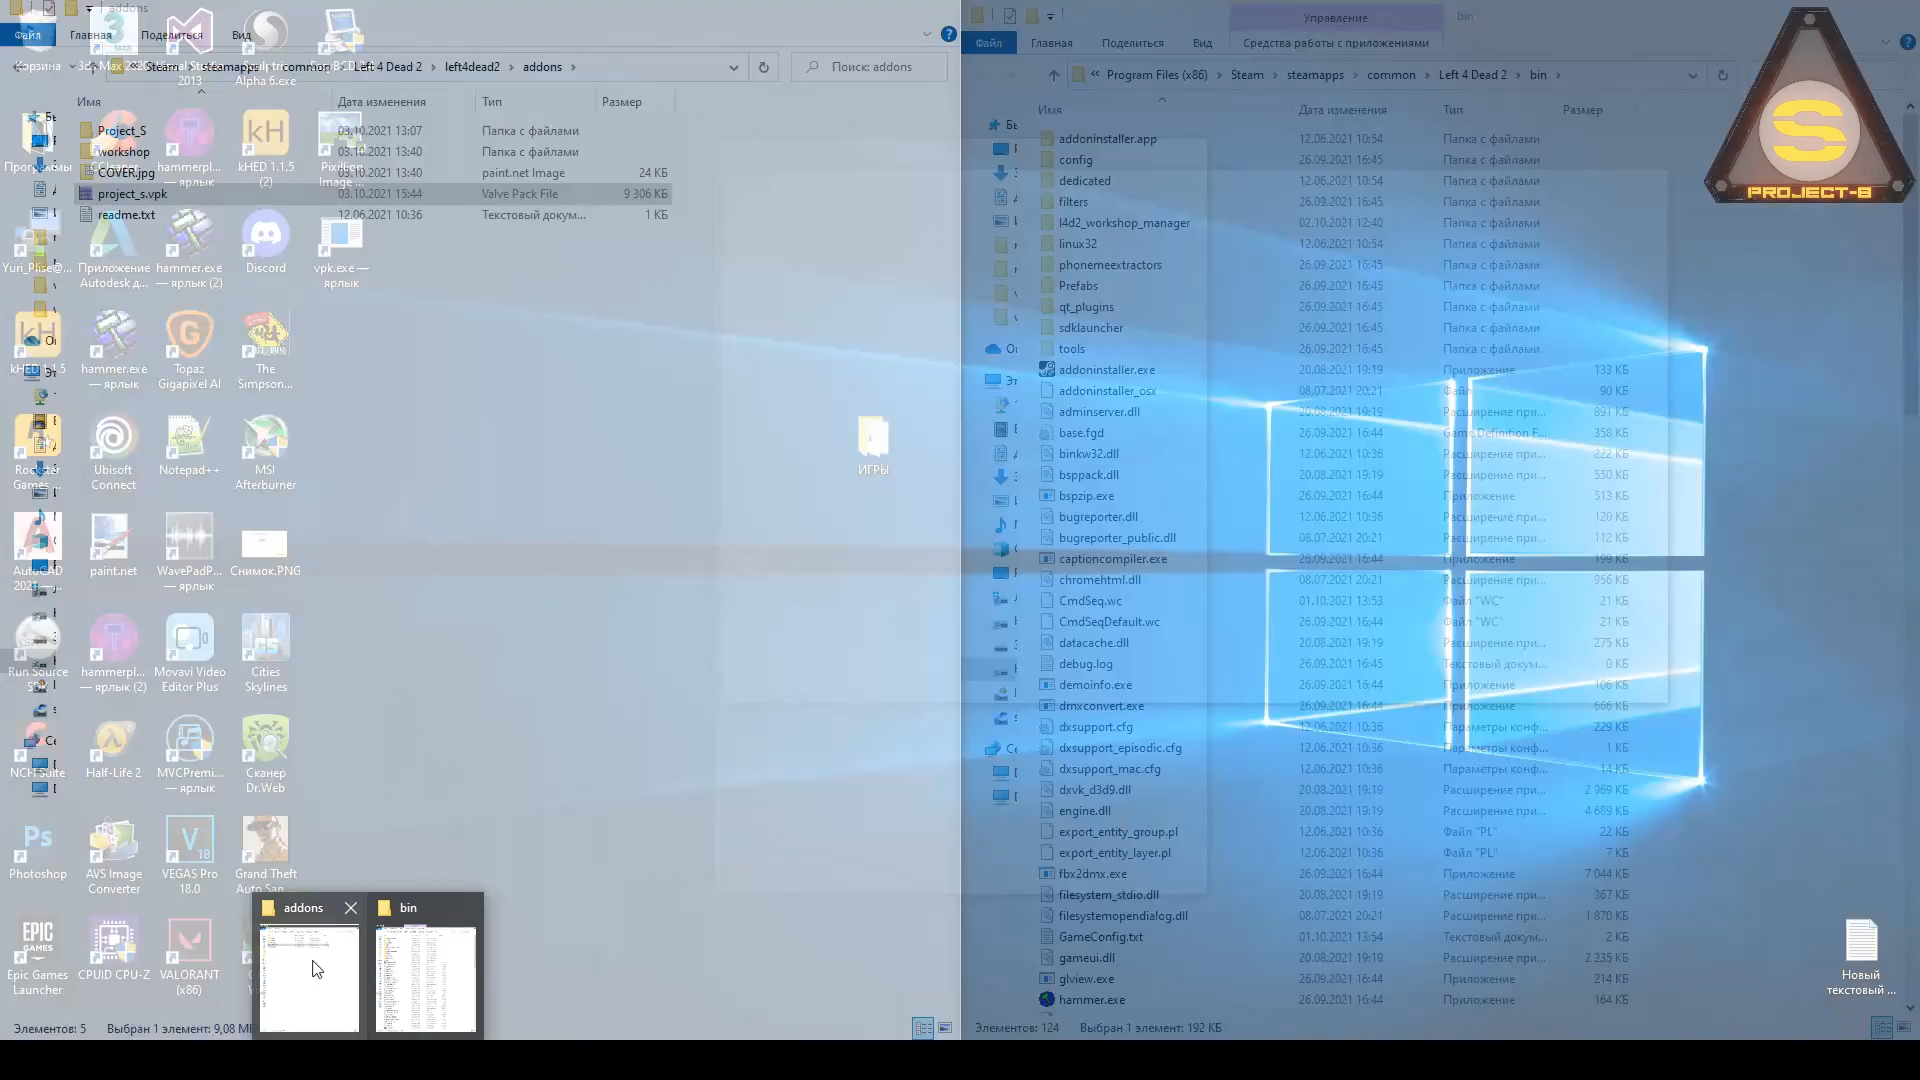 addons
Файл
Главная
Поделиться
Вид
Steam
steamapps
common
Left 4 Dead 2
left4dead2
addons
Поиск: addons
Имя
Дата изменения
Тип
Размер
Project_S
03.10.2021 13:07
Папка с файлами
workshop
03.10.2021 13:40
Папка с файлами
COVER.jpg
03.10.2021 13:40
paint.net Image
24 КБ
project_s.vpk
03.10.2021 15:44
Valve Pack File
9 306 КБ
readme.txt
12.06.2021 10:36
Текстовый докум...
1 КБ
Корзина
2013
Alpha 6.exe
Программы
CCleaner
hammerpl...
— ярлык
kHED 1.1.5
(2)
Pixillion
Image ...
Yuri_Plise@...
Приложение
Autodesk д...
hammer.exe
— ярлык (2)
Discord
vpk.exe —
ярлык
kHED 1.1.5
hammer.exe
— ярлык
Topaz
Gigapixel AI
The
Simpson...
Rockstar
Games ...
Ubisoft
Connect
Notepad++
MSI
Afterburner
AutoCAD
2021 —
paint.net
WavePadP...
— ярлык
Снимок.PNG
Run Source
SDK
hammerpl...
— ярлык (2)
Movavi Video
Editor Plus
Cities
Skylines
NCH Suite
Half-Life 2
MVCPremi...
— ярлык
Сканер
Dr.Web
Ps
Photoshop
AVS Image
Converter
VEGAS Pro
18.0
Grand Theft
Auto San...
EPIC
GAMES
Epic Games
Launcher
CPUID CPU-Z
VALORANT
(x86)
ИГРЫ
addons
bin
Элементов: 5
Выбран 1 элемент: 9,08 МБ
Управление
bin
Файл
Главная
Поделиться
Вид
Средства работы с приложениями
Program Files (x86)
Steam
steamapps
common
Left 4 Dead 2
bin
Имя
Дата изменения
Тип
Размер
addoninstaller.app
12.06.2021 10:54
Папка с файлами
config
26.09.2021 16:45
Папка с файлами
dedicated
12.06.2021 10:54
Папка с файлами
filters
26.09.2021 16:45
Папка с файлами
l4d2_workshop_manager
02.10.2021 12:40
Папка с файлами
linux32
12.06.2021 10:54
Папка с файлами
phonemeextractors
26.09.2021 16:45
Папка с файлами
Prefabs
26.09.2021 16:45
Папка с файлами
qt_plugins
26.09.2021 16:45
Папка с файлами
sdklauncher
26.09.2021 16:45
Папка с файлами
tools
26.09.2021 16:45
Папка с файлами
addoninstaller.exe
20.08.2021 19:19
Приложение
133 КБ
addoninstaller_osx
08.07.2021 20:21
Файл
90 КБ
adminserver.dll
20.08.2021 19:19
Расширение при...
891 КБ
base.fgd
26.09.2021 16:44
Game Definition F...
358 КБ
binkw32.dll
12.06.2021 10:36
Расширение при...
222 КБ
bsppack.dll
20.08.2021 19:19
Расширение при...
550 КБ
bspzip.exe
26.09.2021 16:44
Приложение
513 КБ
bugreporter.dll
12.06.2021 10:36
Расширение при...
120 КБ
bugreporter_public.dll
08.07.2021 20:21
Расширение при...
112 КБ
captioncompiler.exe
26.09.2021 16:44
Приложение
199 КБ
chromehtml.dll
08.07.2021 20:21
Расширение при...
956 КБ
CmdSeq.wc
01.10.2021 13:53
Файл "WC"
21 КБ
CmdSeqDefault.wc
26.09.2021 16:44
Файл "WC"
21 КБ
datacache.dll
20.08.2021 19:19
Расширение при...
275 КБ
debug.log
26.09.2021 16:45
Текстовый докум...
0 КБ
demoinfo.exe
26.09.2021 16:44
Приложение
106 КБ
dmxconvert.exe
26.09.2021 16:44
Приложение
666 КБ
dxsupport.cfg
12.06.2021 10:36
Параметры конф...
229 КБ
dxsupport_episodic.cfg
12.06.2021 10:36
Параметры конф...
1 КБ
dxsupport_mac.cfg
12.06.2021 10:36
Параметры конф...
14 КБ
dxvk_d3d9.dll
20.08.2021 19:19
Расширение при...
2 969 КБ
engine.dll
20.08.2021 19:19
Расширение при...
4 689 КБ
export_entity_group.pl
12.06.2021 10:36
Файл "PL"
22 КБ
export_entity_layer.pl
12.06.2021 10:36
Файл "PL"
7 КБ
fbx2dmx.exe
26.09.2021 16:44
Приложение
7 044 КБ
filesystem_stdio.dll
20.08.2021 19:19
Расширение при...
367 КБ
filesystemopendialog.dll
08.07.2021 20:21
Расширение при...
1 870 КБ
GameConfig.txt
01.10.2021 13:54
Текстовый докум...
2 КБ
gameui.dll
20.08.2021 19:19
Расширение при...
2 235 КБ
glview.exe
26.09.2021 16:44
Приложение
214 КБ
hammer.exe
26.09.2021 16:44
Приложение
164 КБ
Элементов: 124
Выбран 1 элемент: 192 КБ
S
PROJECT-S
Новый
текстовый ...